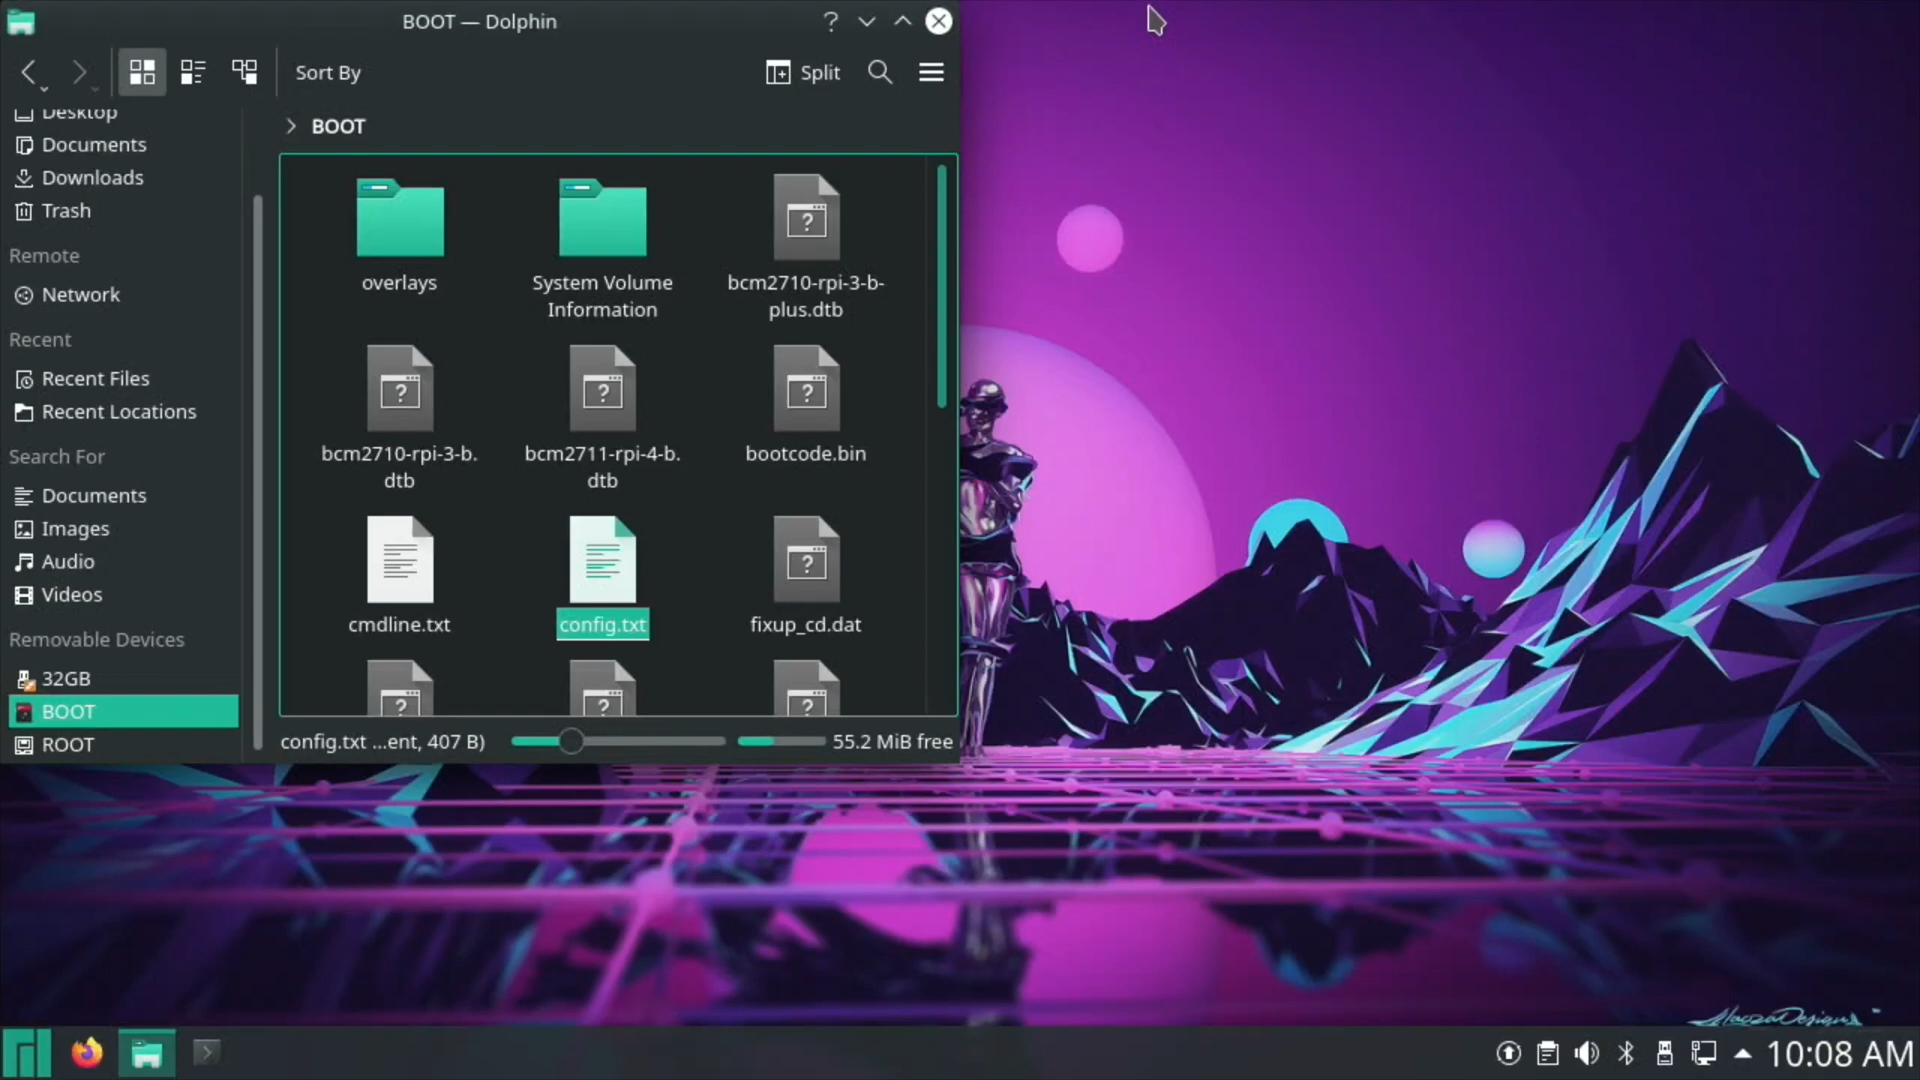 BOOT — Dolphin
Sort By
Split
BOOT
Desktop
Documents
Downloads
Trash
Remote
Network
Recent
Recent Files
Recent Locations
Search For
Documents
Images
Audio
Videos
Removable Devices
32GB
BOOT
ROOT
overlays
System Volume
Information
bcm2710-rpi-3-b-
plus.dtb
bcm2710-rpi-3-b.
dtb
bcm2711-rpi-4-b.
dtb
bootcode.bin
cmdline.txt
config.txt
fixup_cd.dat
config.txt ...ent, 407 B)
55.2 MiB free
10:08 AM